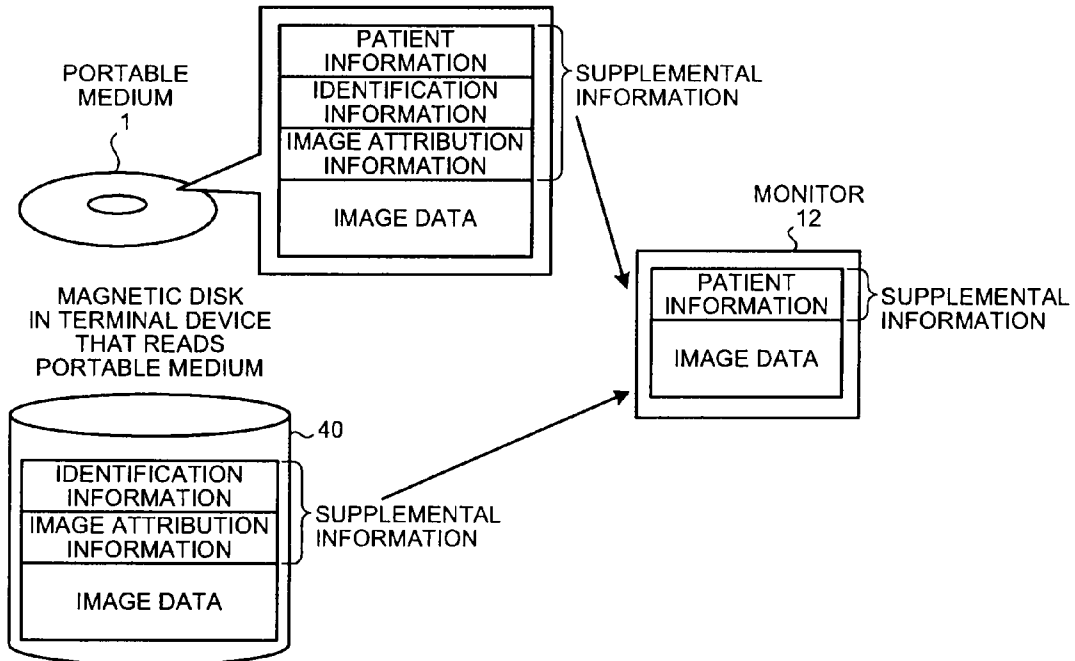 PORTABLE
MEDIUM
1
PATIENT
INFORMATION
IDENTIFICATION
INFORMATION
IMAGE ATTRIBUTION
INFORMATION
IMAGE DATA
SUPPLEMENTAL
INFORMATION
MONITOR
12
PATIENT
INFORMATION
IMAGE DATA
SUPPLEMENTAL
INFORMATION
MAGNETIC DISK
IN TERMINAL DEVICE
THAT READS
PORTABLE MEDIUM
40
IDENTIFICATION
INFORMATION
IMAGE ATTRIBUTION
INFORMATION
IMAGE DATA
SUPPLEMENTAL
INFORMATION